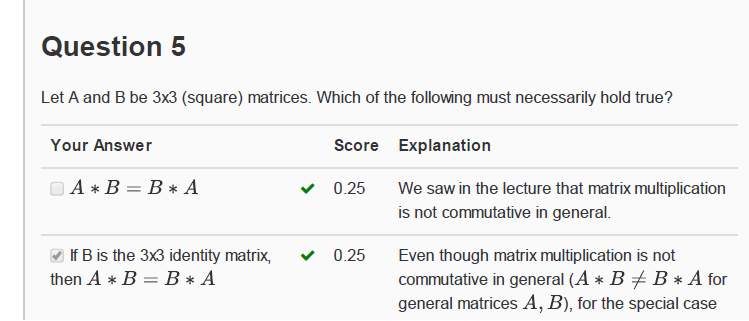 Question 5
Let A and B be 3x3 (square) matrices. Which of the following must necessarily hold true?
Your Answer Score Explanation
A ∗ B = B ∗ A 0.25 We saw in the lecture that matrix multiplication
is not commutative in general.
If B is the 3x3 identity matrix, 0.25 Even though matrix multiplication is not
then A ∗ B = B ∗ A commutative in general (A ∗ B ≠ B ∗ A for
general matrices A, B), for the special case